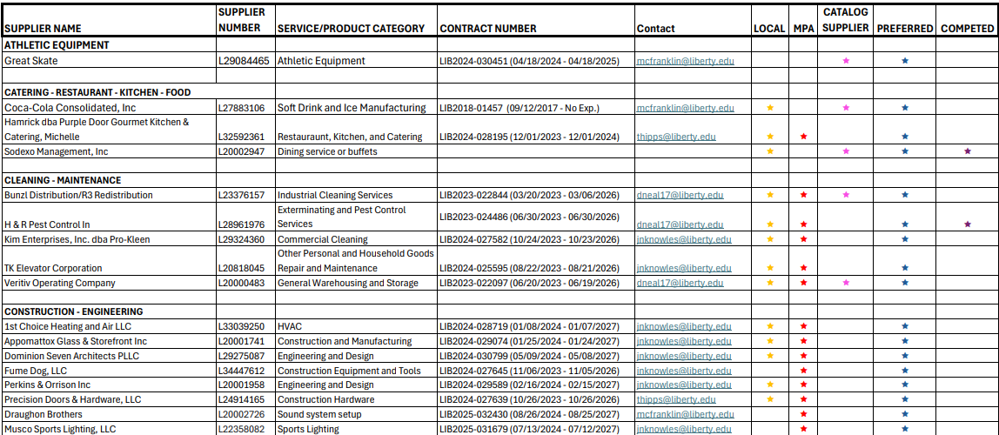 SUPPLIER NAME SUPPLIER NUMBER SERVICE/PRODUCT CATEGORY CONTRACT NUMBER Contact LOCAL MPA CATALOG SUPPLIER PREFERRED COMPETED
ATHLETIC EQUIPMENT
Great Skate L29084465 Athletic Equipment LIB2024-030451 (04/18/2024 - 04/18/2025) mcfranklin@liberty.edu ★ ★
CATERING - RESTAURANT - KITCHEN - FOOD
Coca-Cola Consolidated, Inc L27883106 Soft Drink and Ice Manufacturing LIB2018-01457 (09/12/2017 - No Exp.) mcfranklin@liberty.edu ★ ★ ★
Hamrick dba Purple Door Gourmet Kitchen &
Catering, Michelle L32592361 Restauraunt, Kitchen, and Catering LIB2024-028195 (12/01/2023 - 12/01/2024) thipps@liberty.edu ★ ★ ★
Sodexo Management, Inc L20002947 Dining service or buffets ★ ★ ★ ★
CLEANING - MAINTENANCE
Bunzl Distribution/R3 Redistribution L23376157 Industrial Cleaning Services LIB2023-022844 (03/20/2023 - 03/06/2026) dneal17@liberty.edu ★ ★ ★ ★
Exterminating and Pest Control
H & R Pest Control In L28961976 Services LIB2023-024486 (06/30/2023 - 06/30/2026) dneal17@liberty.edu ★ ★ ★ ★
Kim Enterprises, Inc. dba Pro-Kleen L29324360 Commercial Cleaning LIB2024-027582 (10/24/2023 - 10/23/2026) jnknowles@liberty.edu ★ ★ ★
Other Personal and Household Goods
TK Elevator Corporation L20818045 Repair and Maintenance LIB2024-025595 (08/22/2023 - 08/21/2026) jnknowles@liberty.edu ★ ★ ★
Veritiv Operating Company L20000483 General Warehousing and Storage LIB2023-022097 (06/20/2023 - 06/19/2026) dneal17@liberty.edu ★ ★ ★ ★
CONSTRUCTION - ENGINEERING
1st Choice Heating and Air LLC L33039250 HVAC LIB2024-028719 (01/08/2024 - 01/07/2027) jnknowles@liberty.edu ★ ★ ★
Appomattox Glass & Storefront Inc L20001741 Construction and Manufacturing LIB2024-029074 (01/25/2024 - 01/24/2027) jnknowles@liberty.edu ★ ★ ★
Dominion Seven Architects PLLC L29275087 Engineering and Design LIB2024-030799 (05/09/2024 - 05/08/2027) jnknowles@liberty.edu ★ ★ ★
Fume Dog, LLC L34447612 Construction Equipment and Tools LIB2024-027645 (11/06/2023 - 11/05/2026) jnknowles@liberty.edu ★ ★
Perkins & Orrison Inc L20001958 Engineering and Design LIB2024-029589 (02/16/2024 - 02/15/2027) jnknowles@liberty.edu ★ ★ ★
Precision Doors & Hardware, LLC L24914165 Construction Hardware LIB2024-027639 (10/26/2023 - 10/26/2026) thipps@liberty.edu ★ ★ ★
Draughon Brothers L20002726 Sound system setup LIB2025-032430 (08/26/2024 - 08/25/2027) mcfranklin@liberty.edu ★ ★
Musco Sports Lighting, LLC L22358082 Sports Lighting LIB2025-031679 (07/13/2024 - 07/12/2027) jnknowles@liberty.edu ★ ★